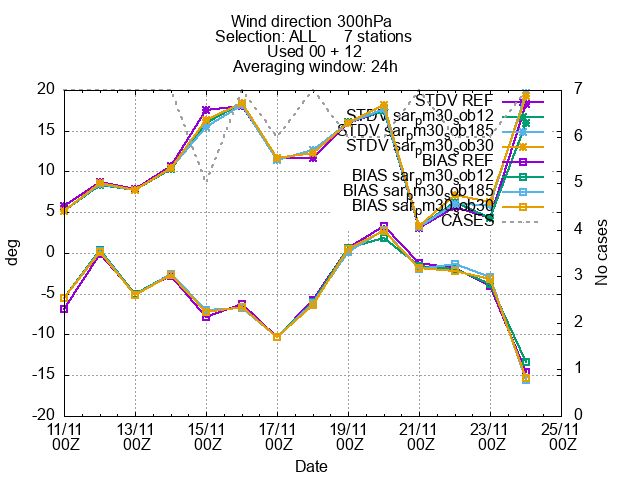 Wind direction 300hPa
Selection: ALL 7 stations
Used 00 + 12
Averaging window: 24h
STDV REF
STDV sar_pm30_sob12
STDV sar_pm30_sob185
STDV sar_pm30_sob30
BIAS REF
BIAS sar_pm30_sob12
BIAS sar_pm30_sob185
BIAS sar_pm30_sob30
CASES
20
15
10
5
0
-5
-10
-15
-20
deg
7
6
5
4
3
2
1
0
No cases
11/11 13/11 15/11 17/11 19/11 21/11 23/11 25/11
00Z 00Z 00Z 00Z 00Z 00Z 00Z 00Z
Date